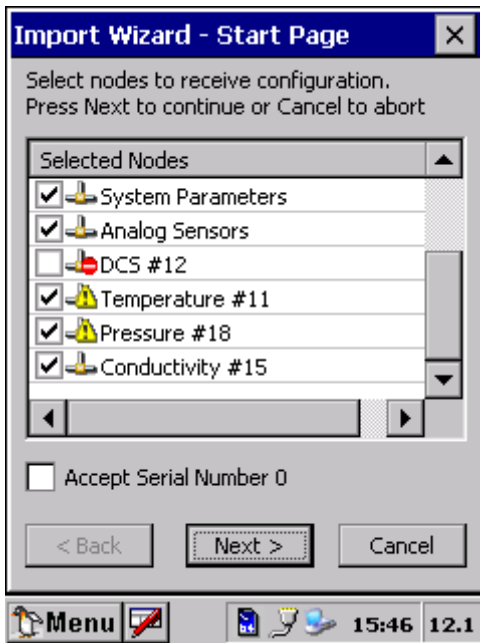 Import Wizard - Start Page
Select nodes to receive configuration.
Press Next to continue or Cancel to abort
Selected Nodes
System Parameters
Analog Sensors
DCS #12
Temperature #11
Pressure #18
Conductivity #15
Accept Serial Number 0
< Back Next > Cancel
Menu 15:46 12.1